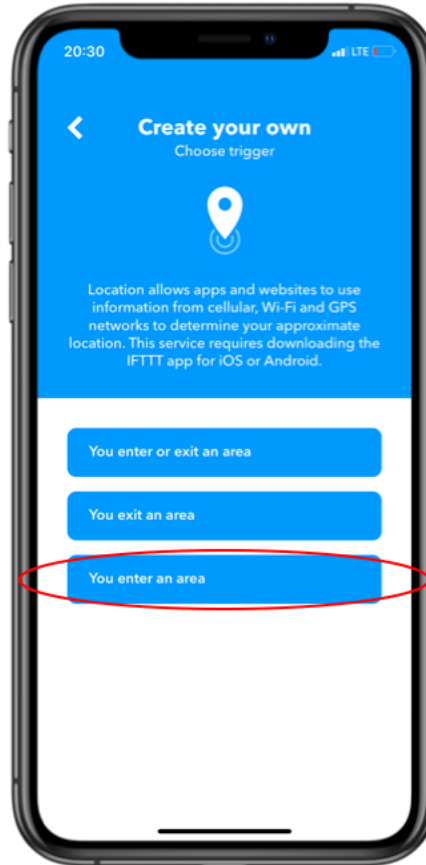 20:30
LTE
Create your own
Choose trigger
Location allows apps and websites to use
information from cellular, Wi-Fi and GPS
networks to determine your approximate
location. This service requires downloading the
IFTTT app for iOS or Android.
You enter or exit an area
You exit an area
You enter an area